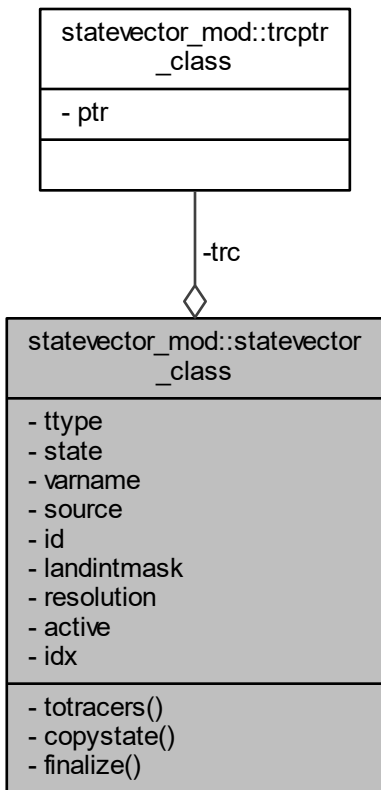 statevector_mod::trcptr
_class
- ptr
-trc
statevector_mod::statevector
_class
- ttype
- state
- varname
- source
- id
- landintmask
- resolution
- active
- idx
- totracers()
- copystate()
- finalize()